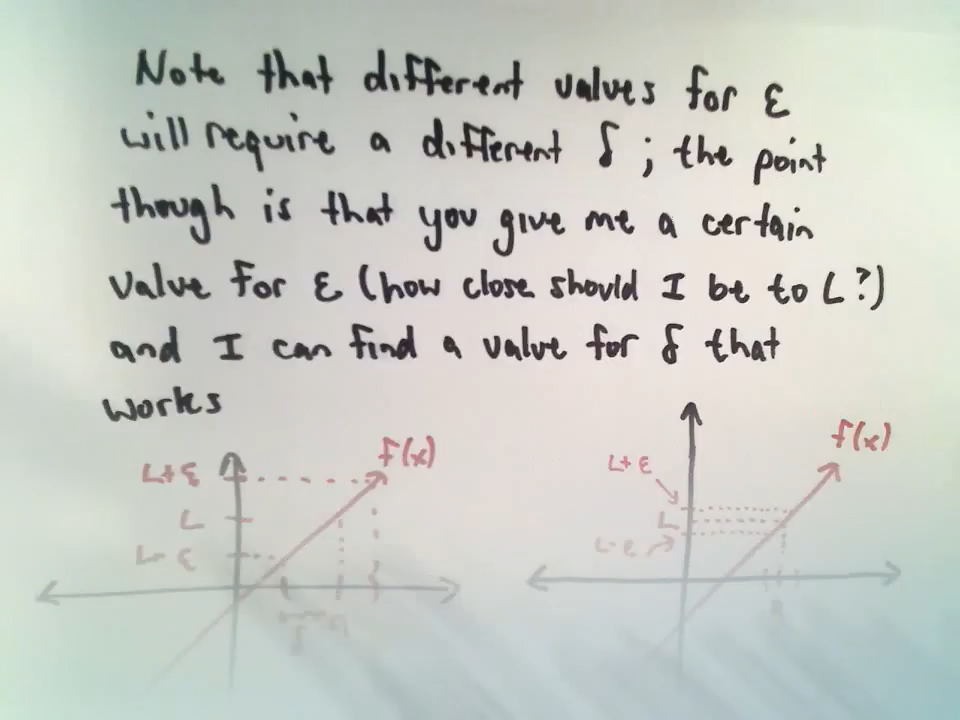 Note that different values for ε
will require a different δ; the point
though is that you give me a certain
value for ε (how close should I be to L?)
and I can find a value for δ that
works
f(x)
L+ε
L
L-ε
δ
f(x)
L+ε
L
L-ε